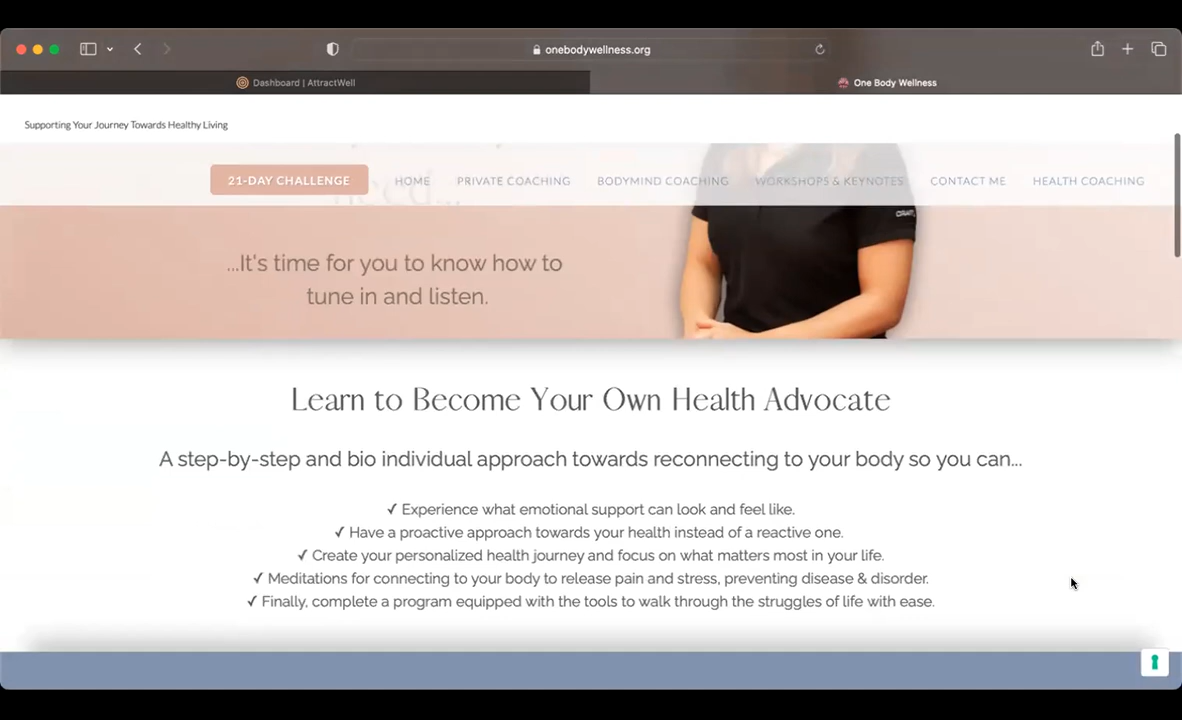 onebodywellness.org
Dashboard | AttractWell
One Body Wellness
Supporting Your Journey Towards Healthy Living
21-DAY CHALLENGE
HOME
PRIVATE COACHING
BODYMIND COACHING
WORKSHOPS & KEYNOTES
CONTACT ME
HEALTH COACHING
need...
...It's time for you to know how to
tune in and listen.
Learn to Become Your Own Health Advocate
A step-by-step and bio individual approach towards reconnecting to your body so you can...
✓ Experience what emotional support can look and feel like.
✓ Have a proactive approach towards your health instead of a reactive one.
✓ Create your personalized health journey and focus on what matters most in your life.
✓ Meditations for connecting to your body to release pain and stress, preventing disease & disorder.
✓ Finally, complete a program equipped with the tools to walk through the struggles of life with ease.